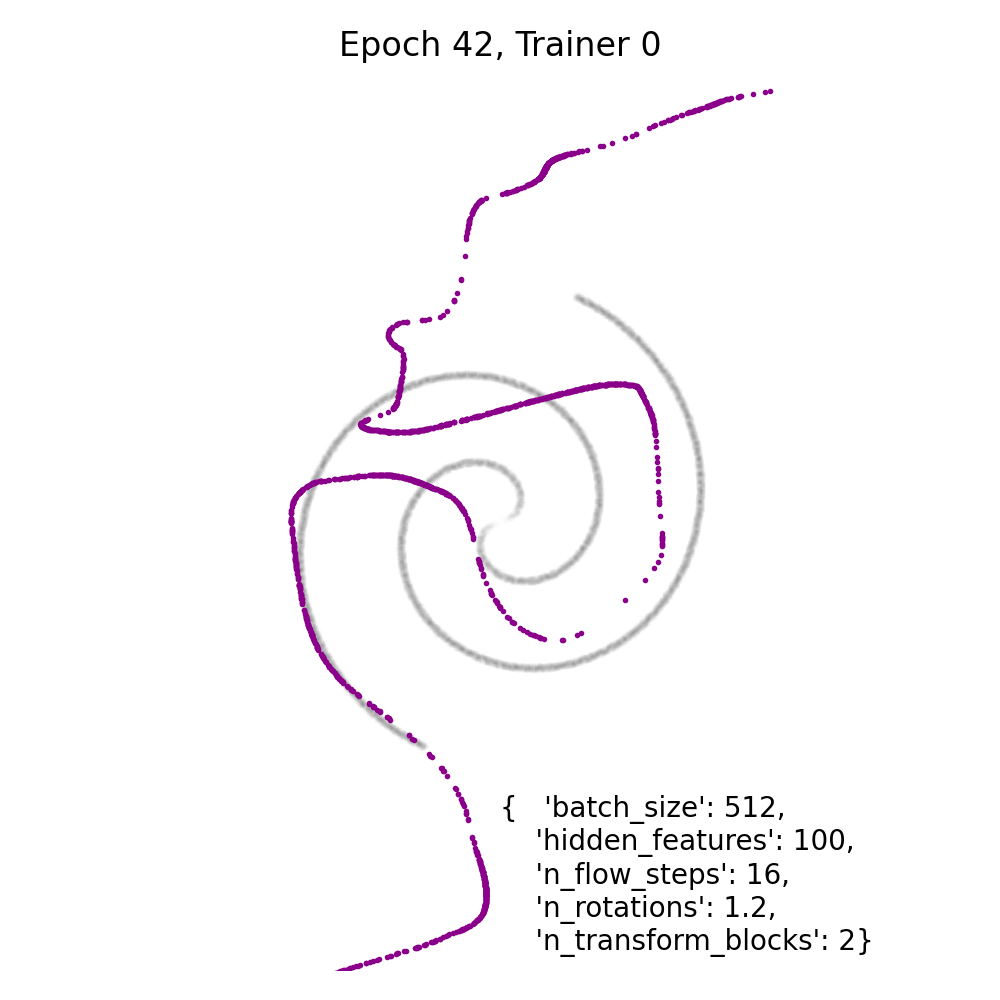 Epoch 42, Trainer 0
{   'batch_size': 512,
    'hidden_features': 100,
    'n_flow_steps': 16,
    'n_rotations': 1.2,
    'n_transform_blocks': 2}